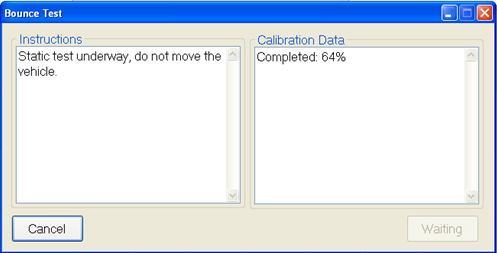 Bounce Test
Instructions
Static test underway, do not move the
vehicle.
Calibration Data
Completed: 64%
Cancel
Waiting